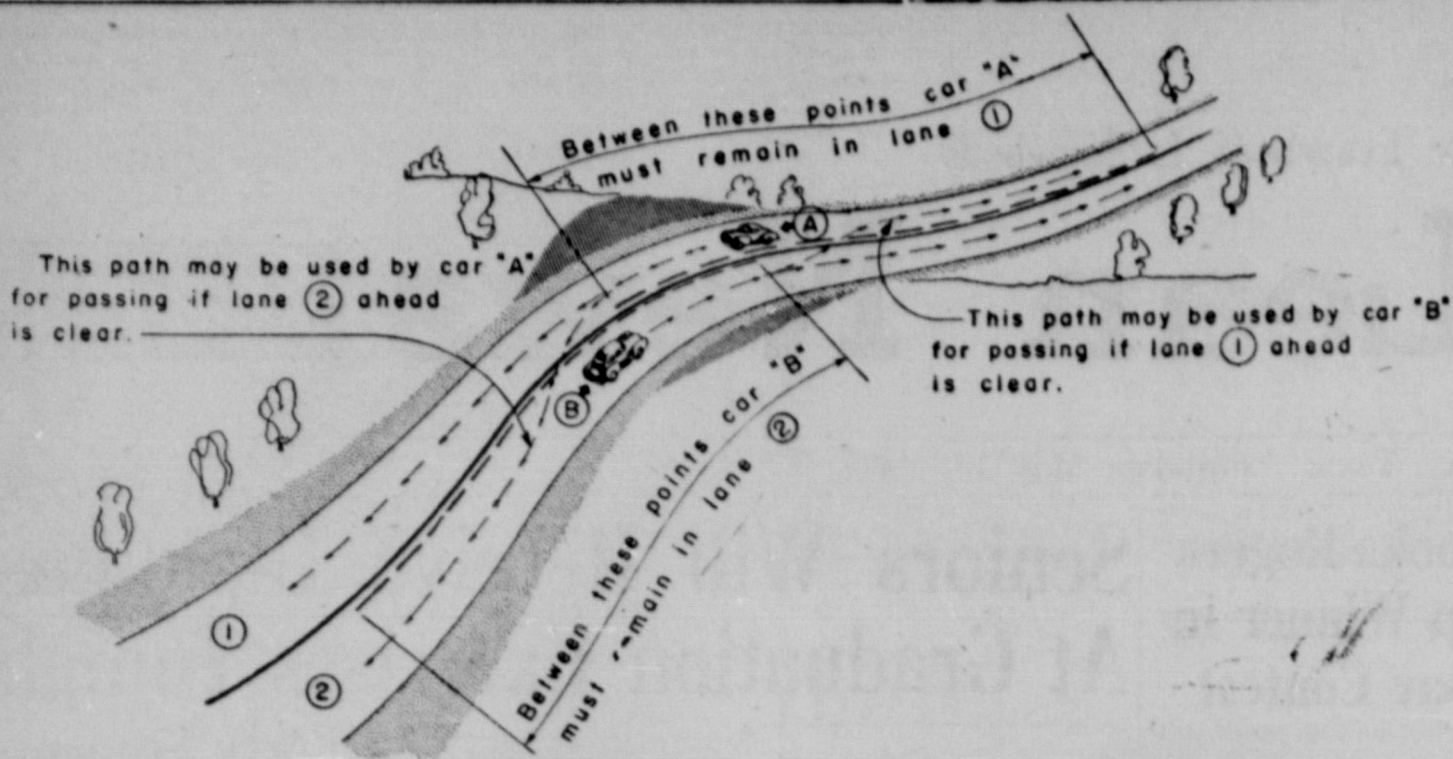 Between these points car "A"
must remain in lane ①
Ⓐ
This path may be used by car "A"
for passing if lane ② ahead
is clear.
This path may be used by car "B"
for passing if lane ① ahead
is clear.
Ⓑ
Between these points car "B"
must remain in lane ②
①
②